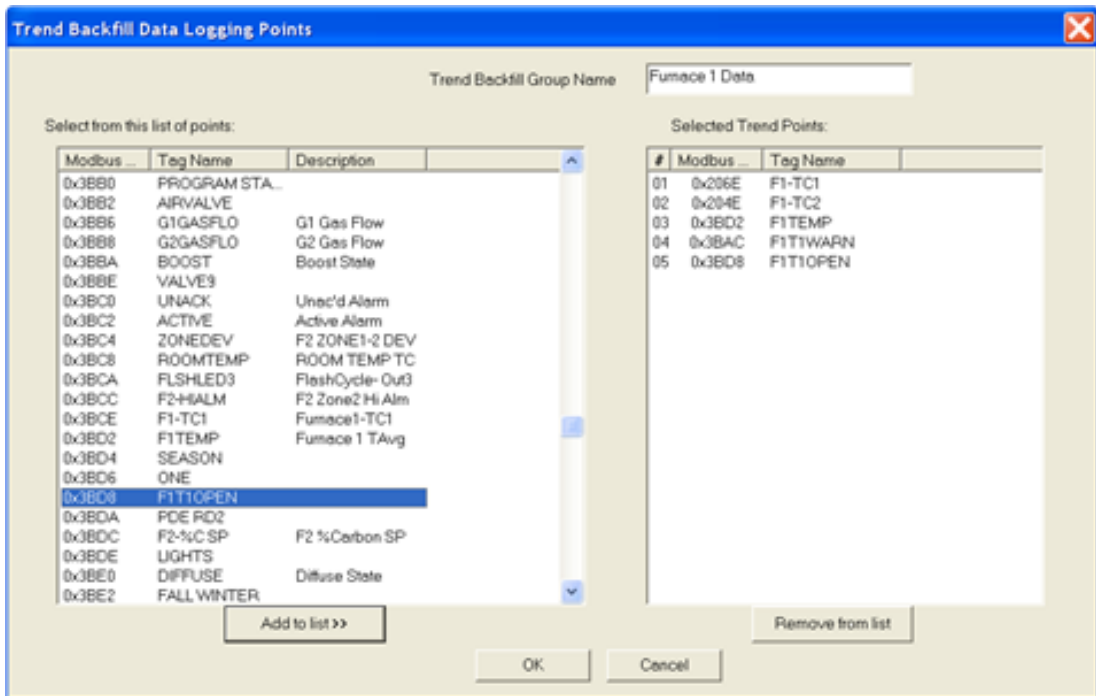 Trend Backfill Data Logging Points
Trend Backfill Group Name Furnace 1 Data
Select from this list of points:
Modbus ... Tag Name Description
0x3BB0 PROGRAM STA...
0x3BB2 AIRVALVE
0x3BB6 G1GASFLO G1 Gas Flow
0x3BB8 G2GASFLO G2 Gas Flow
0x3BBA BOOST Boost State
0x3BBE VALVE9
0x3BC0 UNACK Unac'd Alarm
0x3BC2 ACTIVE Active Alarm
0x3BC4 ZONEDEV F2 ZONE1-2 DEV
0x3BC8 ROOMTEMP ROOM TEMP TC
0x3BCA FLSHLED3 FlashCycle- Out3
0x3BCC F2-HIALM F2 Zone2 Hi Alm
0x3BCE F1-TC1 Furnace1-TC1
0x3BD2 F1TEMP Furnace 1 TAvg
0x3BD4 SEASON
0x3BD6 ONE
0x3BD8 F1T1OPEN
0x3BDA PDE RD2
0x3BDC F2-%C SP F2 %Carbon SP
0x3BDE LIGHTS
0x3BE0 DIFFUSE Diffuse State
0x3BE2 FALL WINTER
Add to list >>
Selected Trend Points:
# Modbus ... Tag Name
01 0x206E F1-TC1
02 0x204E F1-TC2
03 0x3BD2 F1TEMP
04 0x3BAC F1T1WARN
05 0x3BD8 F1T1OPEN
Remove from list
OK Cancel